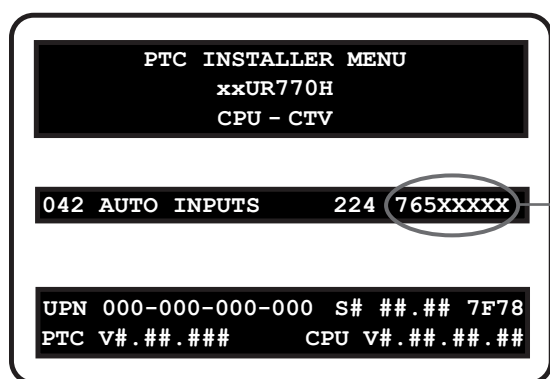 PTC INSTALLER MENU
xxUR770H
CPU – CTV
042 AUTO INPUTS 224 765XXXXX
UPN 000-000-000-000 S# ##.## 7F78
PTC V#.##.### CPU V#.##.##.##